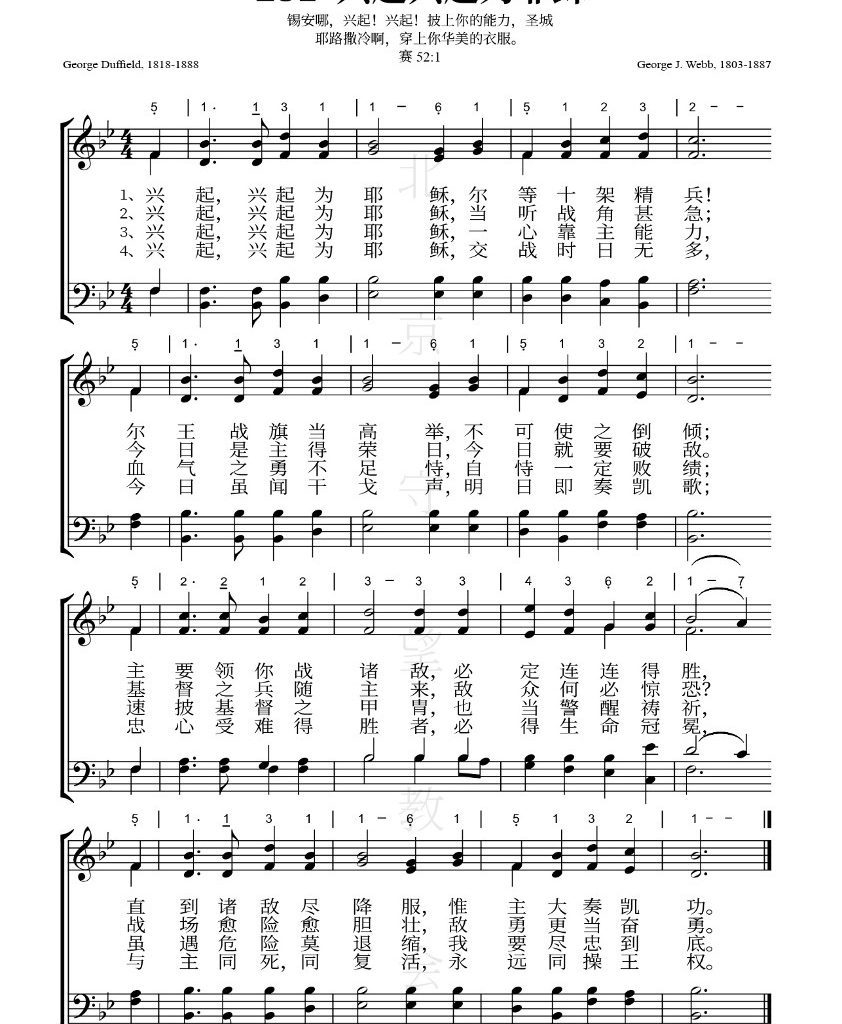 锡安哪，兴起！兴起！披上你的能力，圣城
耶路撒冷啊，穿上你华美的衣服。
赛 52:1
George Duffield, 1818-1888 George J. Webb, 1803-1887
5 1· 1 3 1 1 – 6 1 5 1 2 3 2 – –
1、兴 起，兴 起 为 耶 稣，尔 等 十 架 精 兵！
2、兴 起，兴 起 为 耶 稣，当 听 战 角 甚 急；
3、兴 起，兴 起 为 耶 稣，一 心 靠 主 能 力，
4、兴 起，兴 起 为 耶 稣，交 战 时 日 无 多，
5 1· 1 3 1 1 – 6 1 5 1 3 2 1 – –
尔 王 战 旗 当 高 举，不 可 使 之 倒 倾；
今 日 是 主 得 荣 日，今 日 就 要 破 敌。
血 气 之 勇 不 足 恃，自 恃 一 定 败 绩；
今 日 虽 闻 干 戈 声，明 日 即 奏 凯 歌；
5 2· 2 1 2 3 – 3 3 4 3 6 2 1 – 7
主 要 领 你 战 诸 敌，必 定 连 连 得 胜，
基 督 之 兵 随 主 来，敌 众 何 必 惊 恐？
速 披 基 督 之 甲 胄，也 当 警 醒 祷 祈，
忠 心 受 难 得 胜 者，必 得 生 命 冠 冕，
5 1· 1 3 1 1 – 6 1 5 1 3 2 1 – –
直 到 诸 敌 尽 降 服，惟 主 大 奏 凯 功。
战 场 愈 险 愈 胆 壮，敌 勇 更 当 奋 勇。
虽 遇 危 险 莫 退 缩，我 要 尽 忠 到 底。
与 主 同 死，同 复 活，永 远 同 操 王 权。
北京守望教会